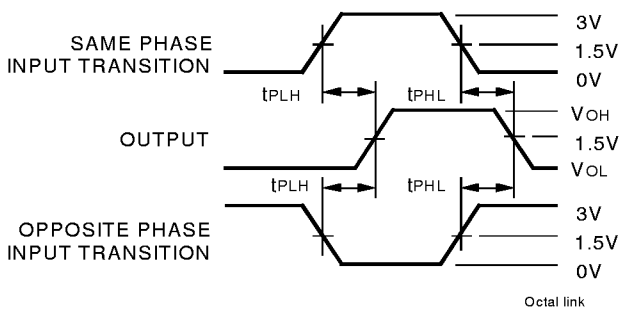 3V
SAME PHASE
INPUT TRANSITION
1.5V
0V
tPLH
tPHL
VOH
OUTPUT
1.5V
VOL
tPLH
tPHL
3V
OPPOSITE PHASE
INPUT TRANSITION
1.5V
0V
Octal link